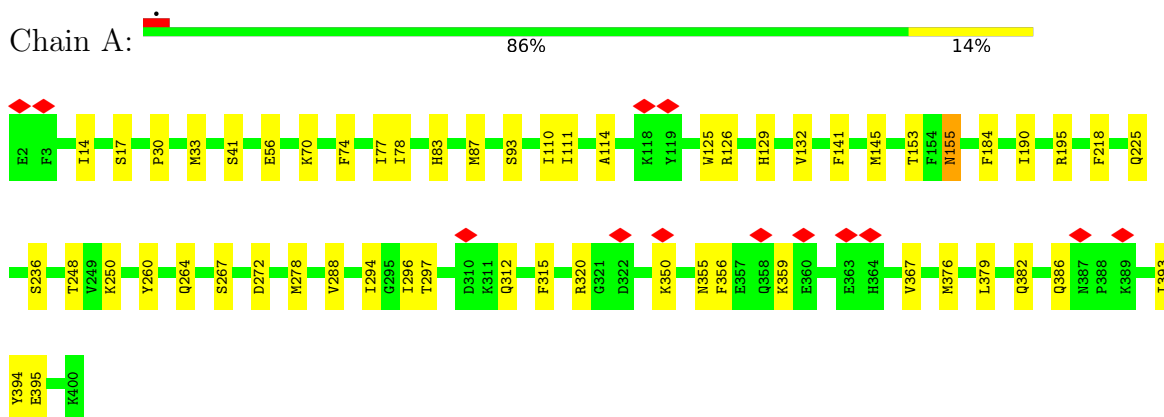 •
Chain A:
86% 14%
E2 F3 I14 S17 P30 M33 S41 E56 K70 F74 I77 I78 H83 M87 S93 I110 I111 A114 K118 Y119 W125 R126 H129 V132 F141 M145 T153 F154 N155 F184 I190 R195 F218 Q225
S236 T248 V249 K250 Y260 Q264 S267 D272 M278 V288 I294 G295 I296 T297 D310 K311 Q312 F315 R320 G321 D322 K350 N355 F356 E357 Q358 K359 E360 E363 H364 V367 M376 L379 Q382 Q386 N387 P388 K389 I393
Y394 E395 K400